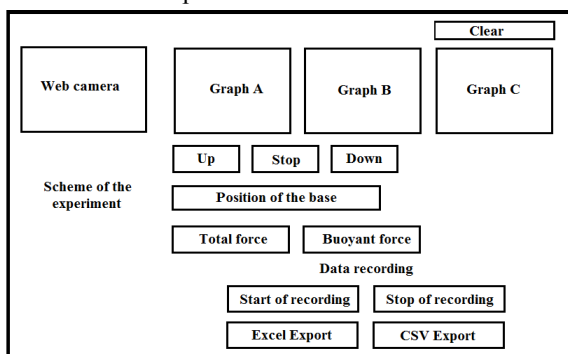 Clear
Web camera
Graph A
Graph B
Graph C
Up
Stop
Down
Scheme of the
experiment
Position of the base
Total force
Buoyant force
Data recording
Start of recording
Stop of recording
Excel Export
CSV Export